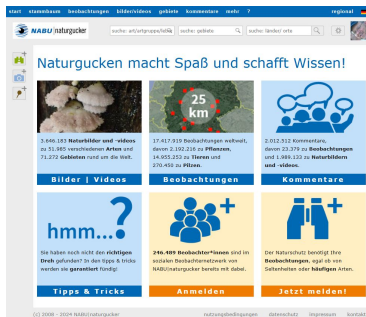 start stammbaum beobachtungen bilder/videos gebiete kommentare mehr ? regional
NABU|naturgucker suche: art/artgruppe/fam suche: gebiete suche: länder/ orte
Naturgucken macht Spaß und schafft Wissen!
25
km
3.646.183 Naturbilder und -videos
zu 51.985 verschiedenen Arten und
71.272 Gebieten rund um die Welt.
Bilder | Videos
17.417.919 Beobachtungen weltweit,
davon 2.192.216 zu Pflanzen,
14.955.253 zu Tieren und
270.450 zu Pilzen.
Beobachtungen
2.012.512 Kommentare,
davon 23.379 zu Beobachtungen
und 1.989.133 zu Naturbildern
und -videos.
Kommentare
hmm...?
Sie haben noch nicht den richtigen
Dreh gefunden? In den tipps & tricks
werden sie garantiert fündig!
Tipps & Tricks
246.489 Beobachter*innen sind im
sozialen Beobachternetzwerk von
NABU|naturgucker bereits mit dabei.
Anmelden
Der Naturschutz benötigt Ihre
Beobachtungen, egal ob von
Seltenheiten oder häufigen Arten.
Jetzt melden!
(c) 2008 - 2024 NABU|naturgucker nutzungsbedingungen datenschutz impressum kontakt